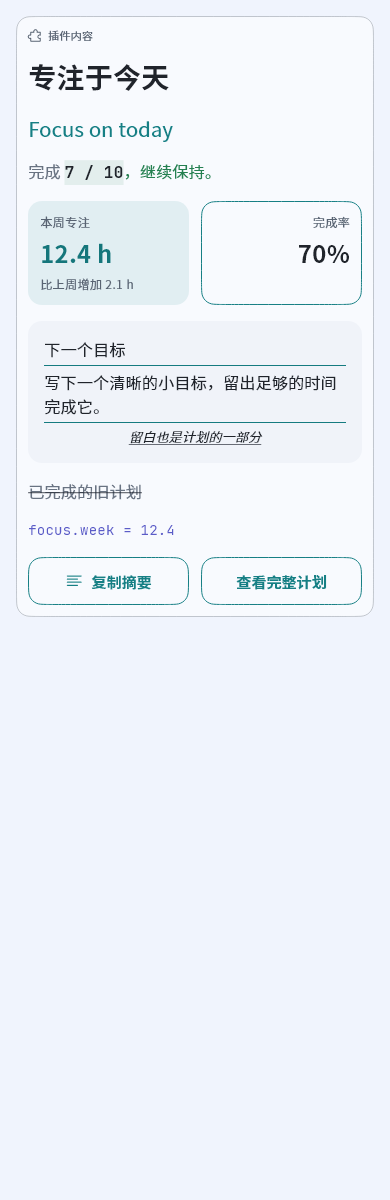 插件内容
专注于今天
Focus on today
完成 7 / 10，继续保持。
本周专注
12.4 h
比上周增加 2.1 h
完成率
70%
下一个目标
写下一个清晰的小目标，留出足够的时间
完成它。
留白也是计划的一部分
已完成的旧计划
focus.week = 12.4
复制摘要
查看完整计划